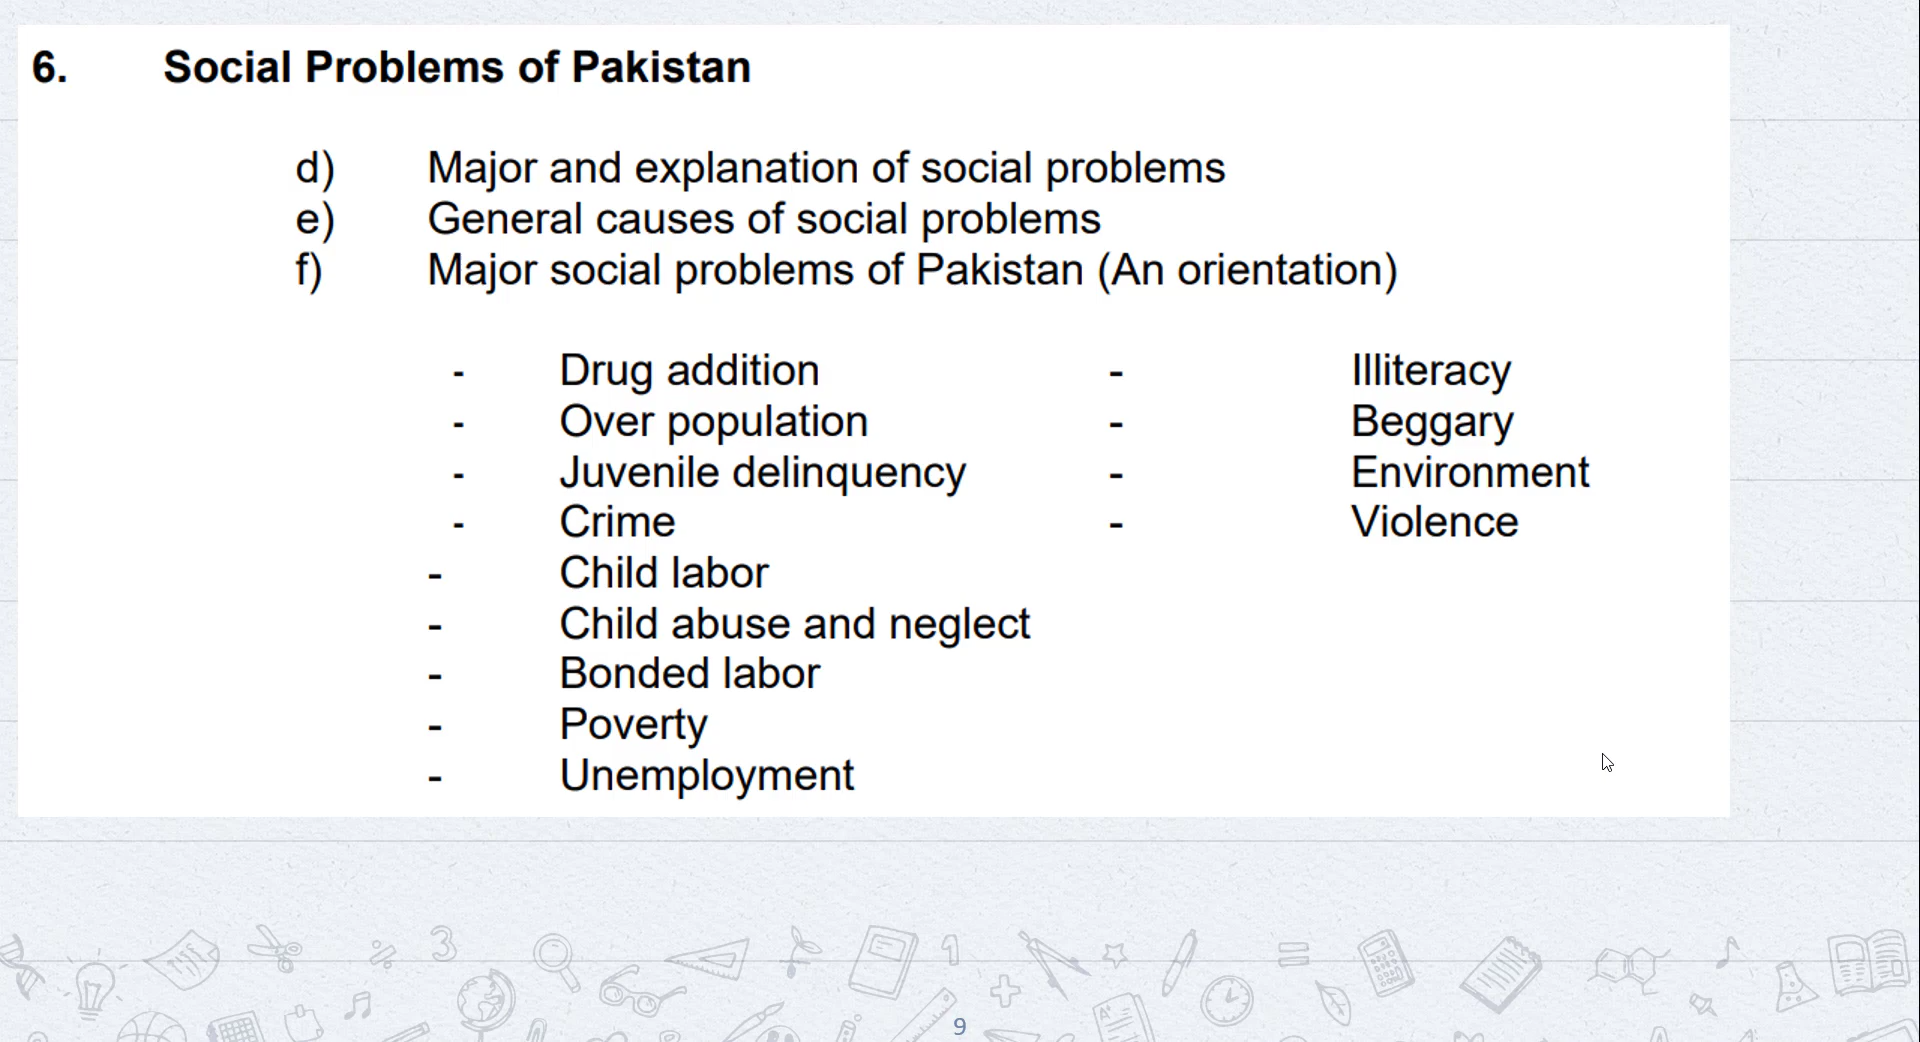 6. Social Problems of Pakistan
d) Major and explanation of social problems
e) General causes of social problems
f) Major social problems of Pakistan (An orientation)
- Drug addition - Illiteracy
- Over population - Beggary
- Juvenile delinquency - Environment
- Crime - Violence
- Child labor
- Child abuse and neglect
- Bonded labor
- Poverty
- Unemployment
9